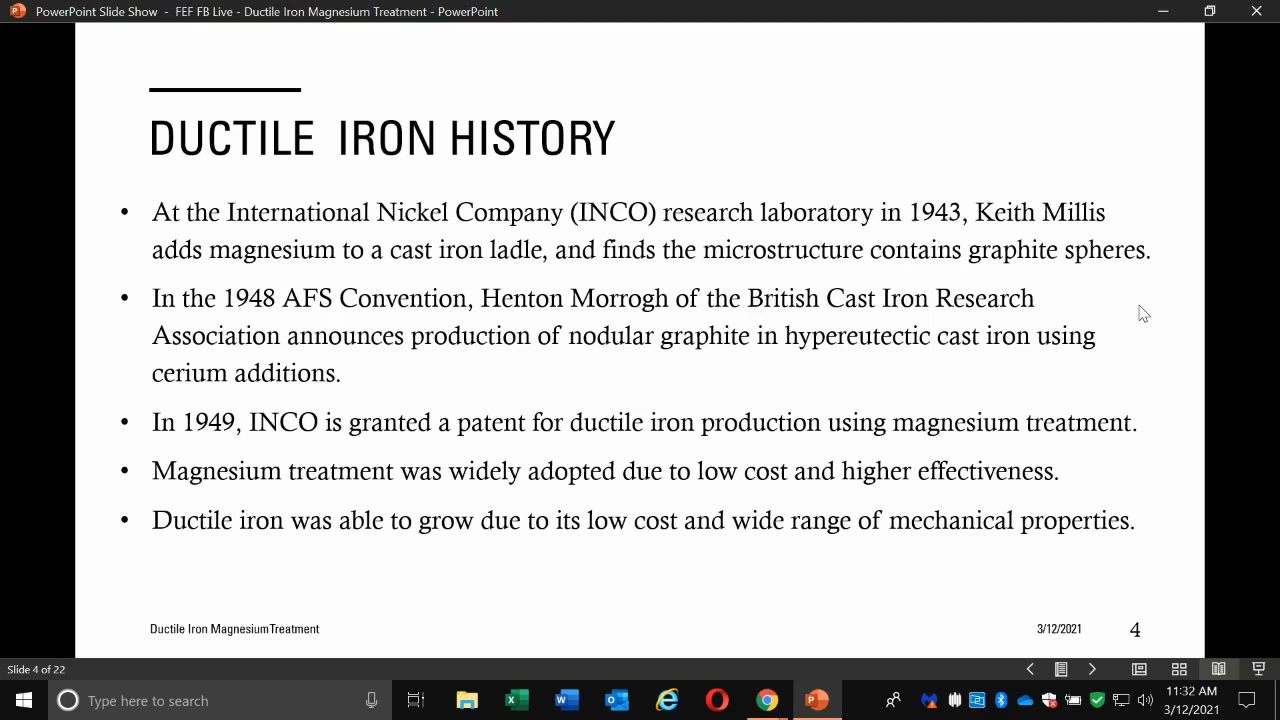 PowerPoint Slide Show - FEF FB Live - Ductile Iron Magnesium Treatment - PowerPoint
DUCTILE IRON HISTORY
• At the International Nickel Company (INCO) research laboratory in 1943, Keith Millis
adds magnesium to a cast iron ladle, and finds the microstructure contains graphite spheres.
• In the 1948 AFS Convention, Henton Morrogh of the British Cast Iron Research
Association announces production of nodular graphite in hypereutectic cast iron using
cerium additions.
• In 1949, INCO is granted a patent for ductile iron production using magnesium treatment.
• Magnesium treatment was widely adopted due to low cost and higher effectiveness.
• Ductile iron was able to grow due to its low cost and wide range of mechanical properties.
Ductile Iron Magnesium Treatment 3/12/2021 4
Slide 4 of 22
Type here to search
11:32 AM
3/12/2021